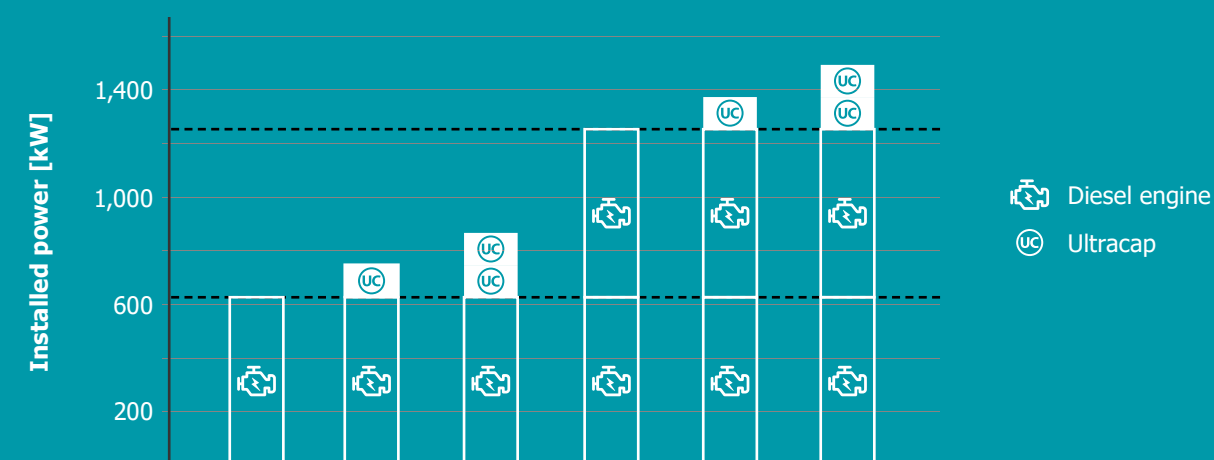 Installed power [kW]
1,400
1,000
600
200
UC
UC
UC
UC
UC
UC
Diesel engine
UC Ultracap